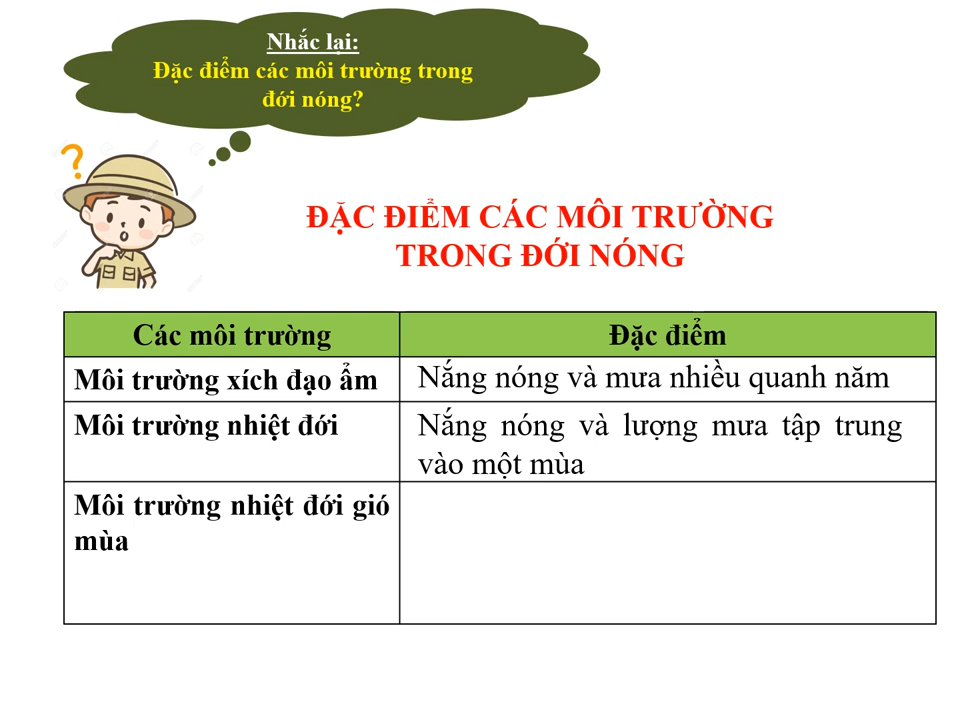 Nhắc lại:
Đặc điểm các môi trường trong
đới nóng?
?
ĐẶC ĐIỂM CÁC MÔI TRƯỜNG
TRONG ĐỚI NÓNG
Các môi trường
Đặc điểm
Môi trường xích đạo ẩm
Nắng nóng và mưa nhiều quanh năm
Môi trường nhiệt đới
Nắng nóng và lượng mưa tập trung
vào một mùa
Môi trường nhiệt đới gió
mùa